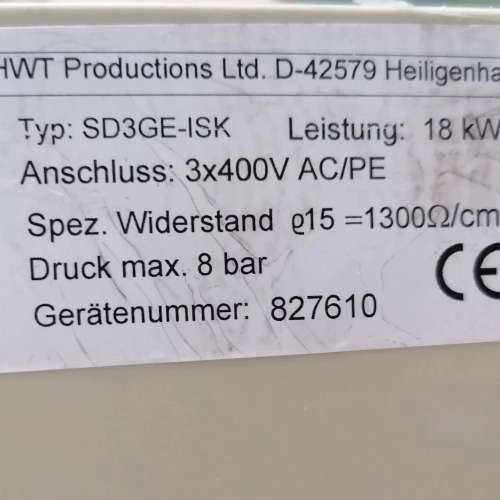 HWT Productions Ltd. D-42579 Heiligenha
Typ: SD3GE-ISK Leistung: 18 kW
Anschluss: 3x400V AC/PE
Spez. Widerstand ϱ15 =1300Ω/cm
Druck max. 8 bar
CE
Gerätenummer: 827610